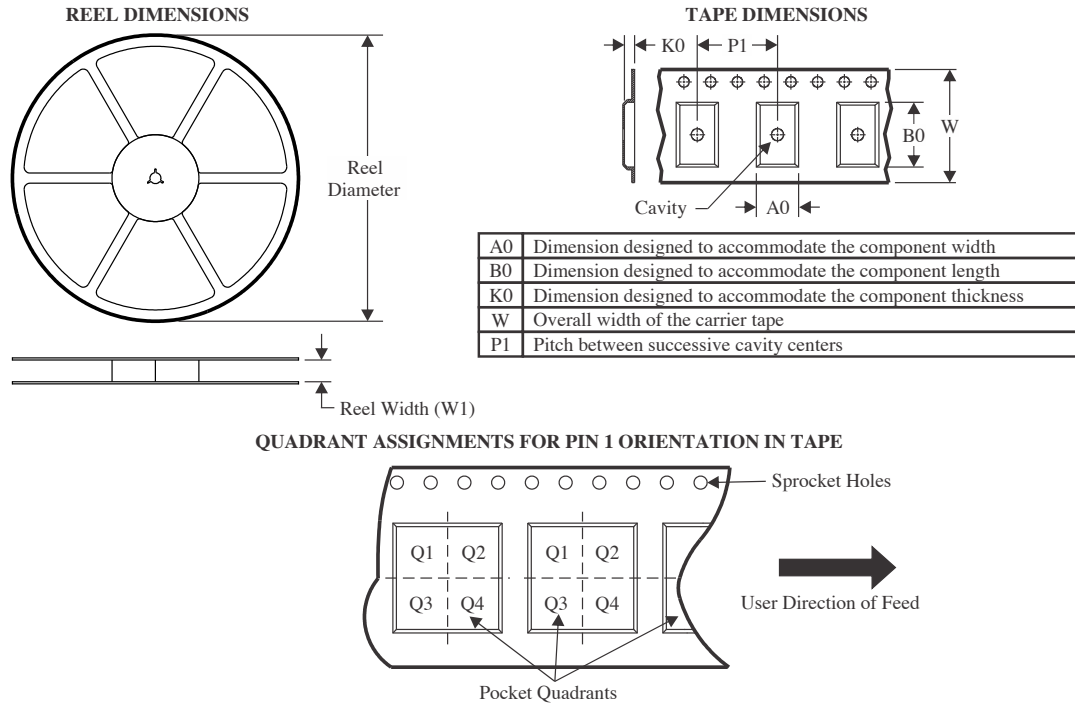 REEL DIMENSIONS
Reel
Diameter
Reel Width (W1)
TAPE DIMENSIONS
K0
P1
B0
W
Cavity
A0
A0 Dimension designed to accommodate the component width
B0 Dimension designed to accommodate the component length
K0 Dimension designed to accommodate the component thickness
W Overall width of the carrier tape
P1 Pitch between successive cavity centers
QUADRANT ASSIGNMENTS FOR PIN 1 ORIENTATION IN TAPE
Sprocket Holes
Q1 Q2 Q1 Q2
Q3 Q4 Q3 Q4
User Direction of Feed
Pocket Quadrants